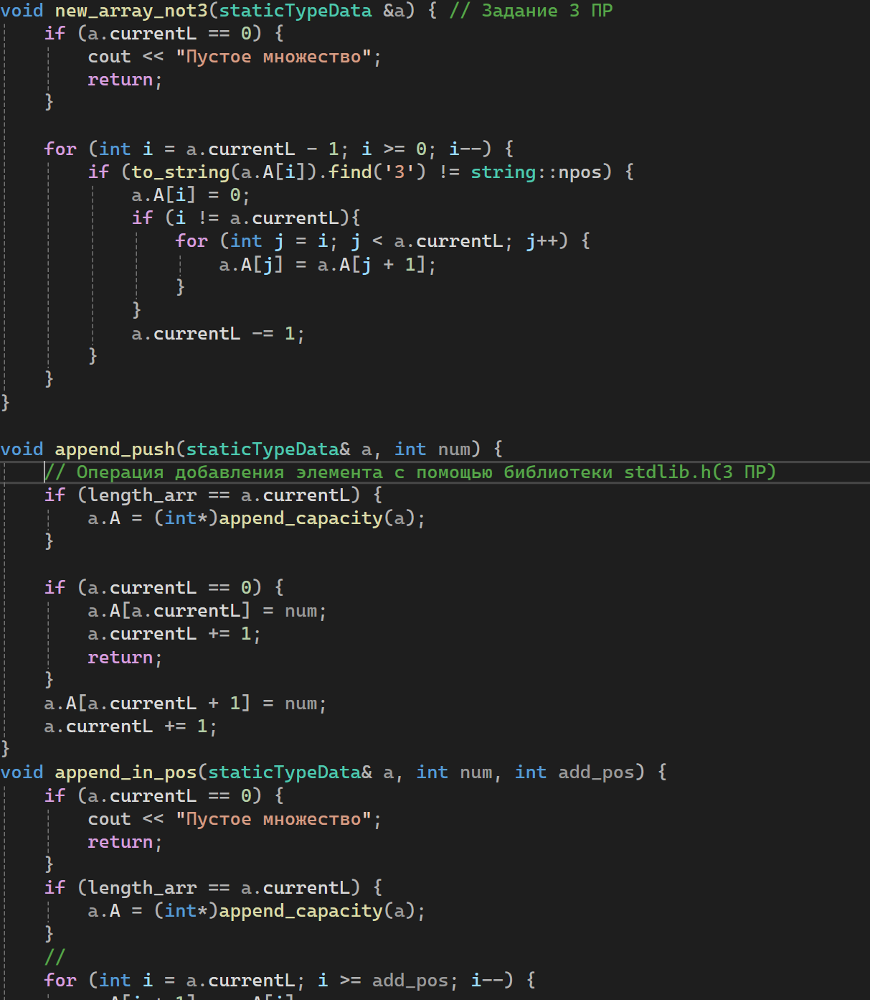 void new_array_not3(staticTypeData &a) { // Задание 3 ПР
    if (a.currentL == 0) {
        cout << "Пустое множество";
        return;
    }
    for (int i = a.currentL - 1; i >= 0; i--) {
        if (to_string(a.A[i]).find('3') != string::npos) {
            a.A[i] = 0;
            if (i != a.currentL){
                for (int j = i; j < a.currentL; j++) {
                    a.A[j] = a.A[j + 1];
                }
            }
            a.currentL -= 1;
        }
    }
}
void append_push(staticTypeData& a, int num) {
    // Операция добавления элемента с помощью библиотеки stdlib.h(3 ПР)
    if (length_arr == a.currentL) {
        a.A = (int*)append_capacity(a);
    }
    if (a.currentL == 0) {
        a.A[a.currentL] = num;
        a.currentL += 1;
        return;
    }
    a.A[a.currentL + 1] = num;
    a.currentL += 1;
}
void append_in_pos(staticTypeData& a, int num, int add_pos) {
    if (a.currentL == 0) {
        cout << "Пустое множество";
        return;
    }
    if (length_arr == a.currentL) {
        a.A = (int*)append_capacity(a);
    }
    //
    for (int i = a.currentL; i >= add_pos; i--) {